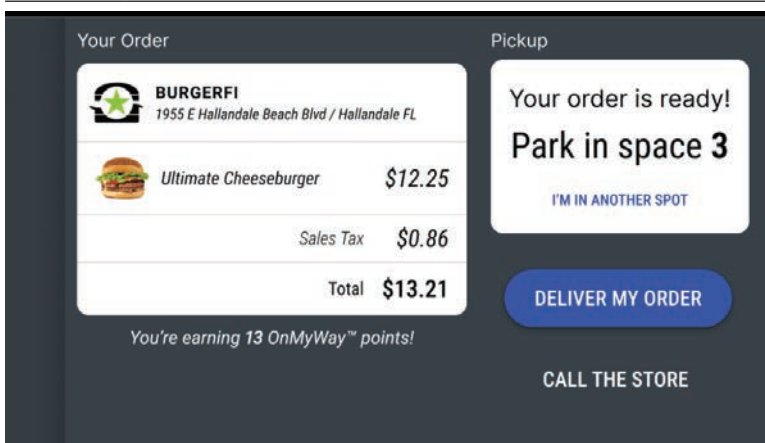 Your Order
BURGERFI
1955 E Hallandale Beach Blvd / Hallandale FL
Ultimate Cheeseburger $12.25
Sales Tax $0.86
Total $13.21
You're earning 13 OnMyWay™ points!
Pickup
Your order is ready!
Park in space 3
I'M IN ANOTHER SPOT
DELIVER MY ORDER
CALL THE STORE